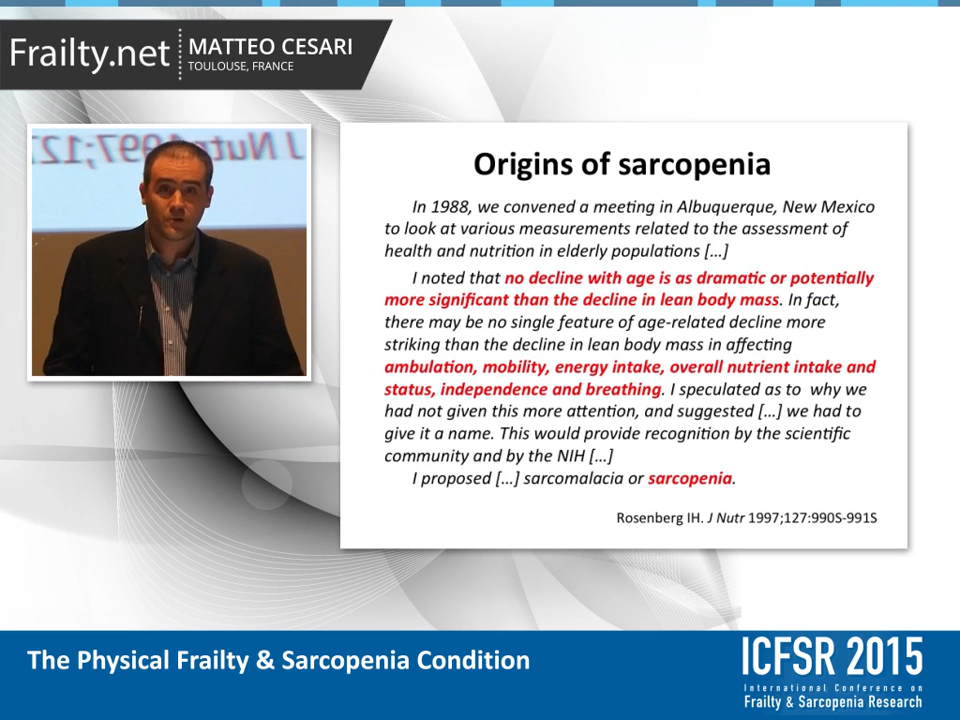 Frailty.net
MATTEO CESARI
TOULOUSE, FRANCE
J Nutr 1997;127
Origins of sarcopenia
In 1988, we convened a meeting in Albuquerque, New Mexico
to look at various measurements related to the assessment of
health and nutrition in elderly populations […]
I noted that no decline with age is as dramatic or potentially
more significant than the decline in lean body mass. In fact,
there may be no single feature of age-related decline more
striking than the decline in lean body mass in affecting
ambulation, mobility, energy intake, overall nutrient intake and
status, independence and breathing. I speculated as to why we
had not given this more attention, and suggested […] we had to
give it a name. This would provide recognition by the scientific
community and by the NIH […]
I proposed […] sarcomalacia or sarcopenia.
Rosenberg IH. J Nutr 1997;127:990S-991S
The Physical Frailty & Sarcopenia Condition
ICFSR 2015
International Conference on
Frailty & Sarcopenia Research